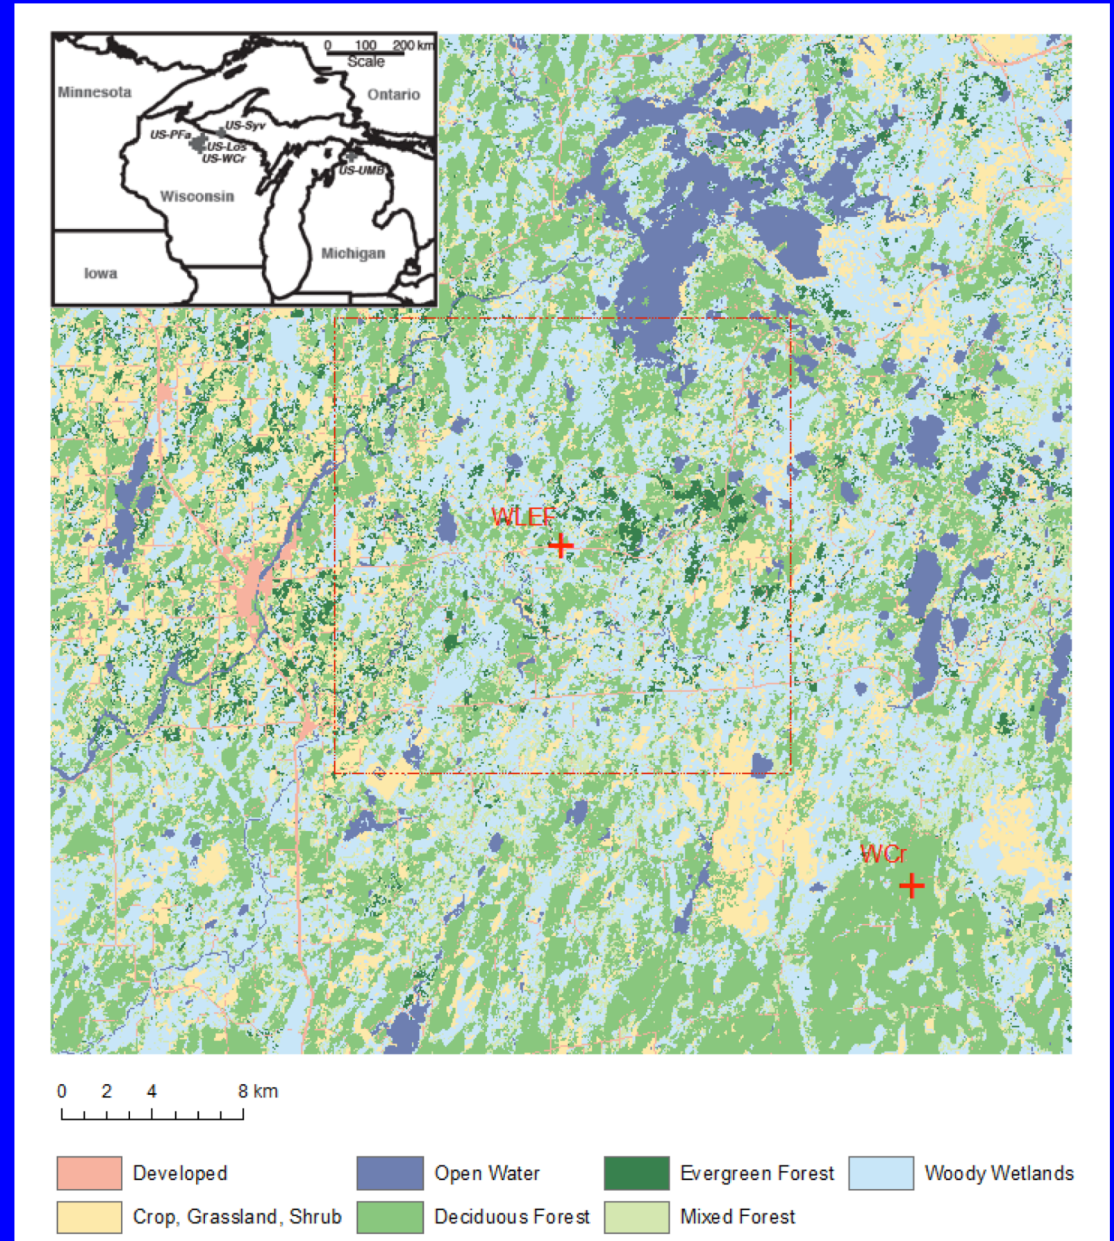 0 100 200 km
Scale
Minnesota
Ontario
US-Syv
US-PFa
US-Los
US-WCr
US-UMB
Wisconsin
Michigan
Iowa
WLEF
WCr
0 2 4 8 km
Developed Open Water Evergreen Forest Woody Wetlands
Crop, Grassland, Shrub Deciduous Forest Mixed Forest